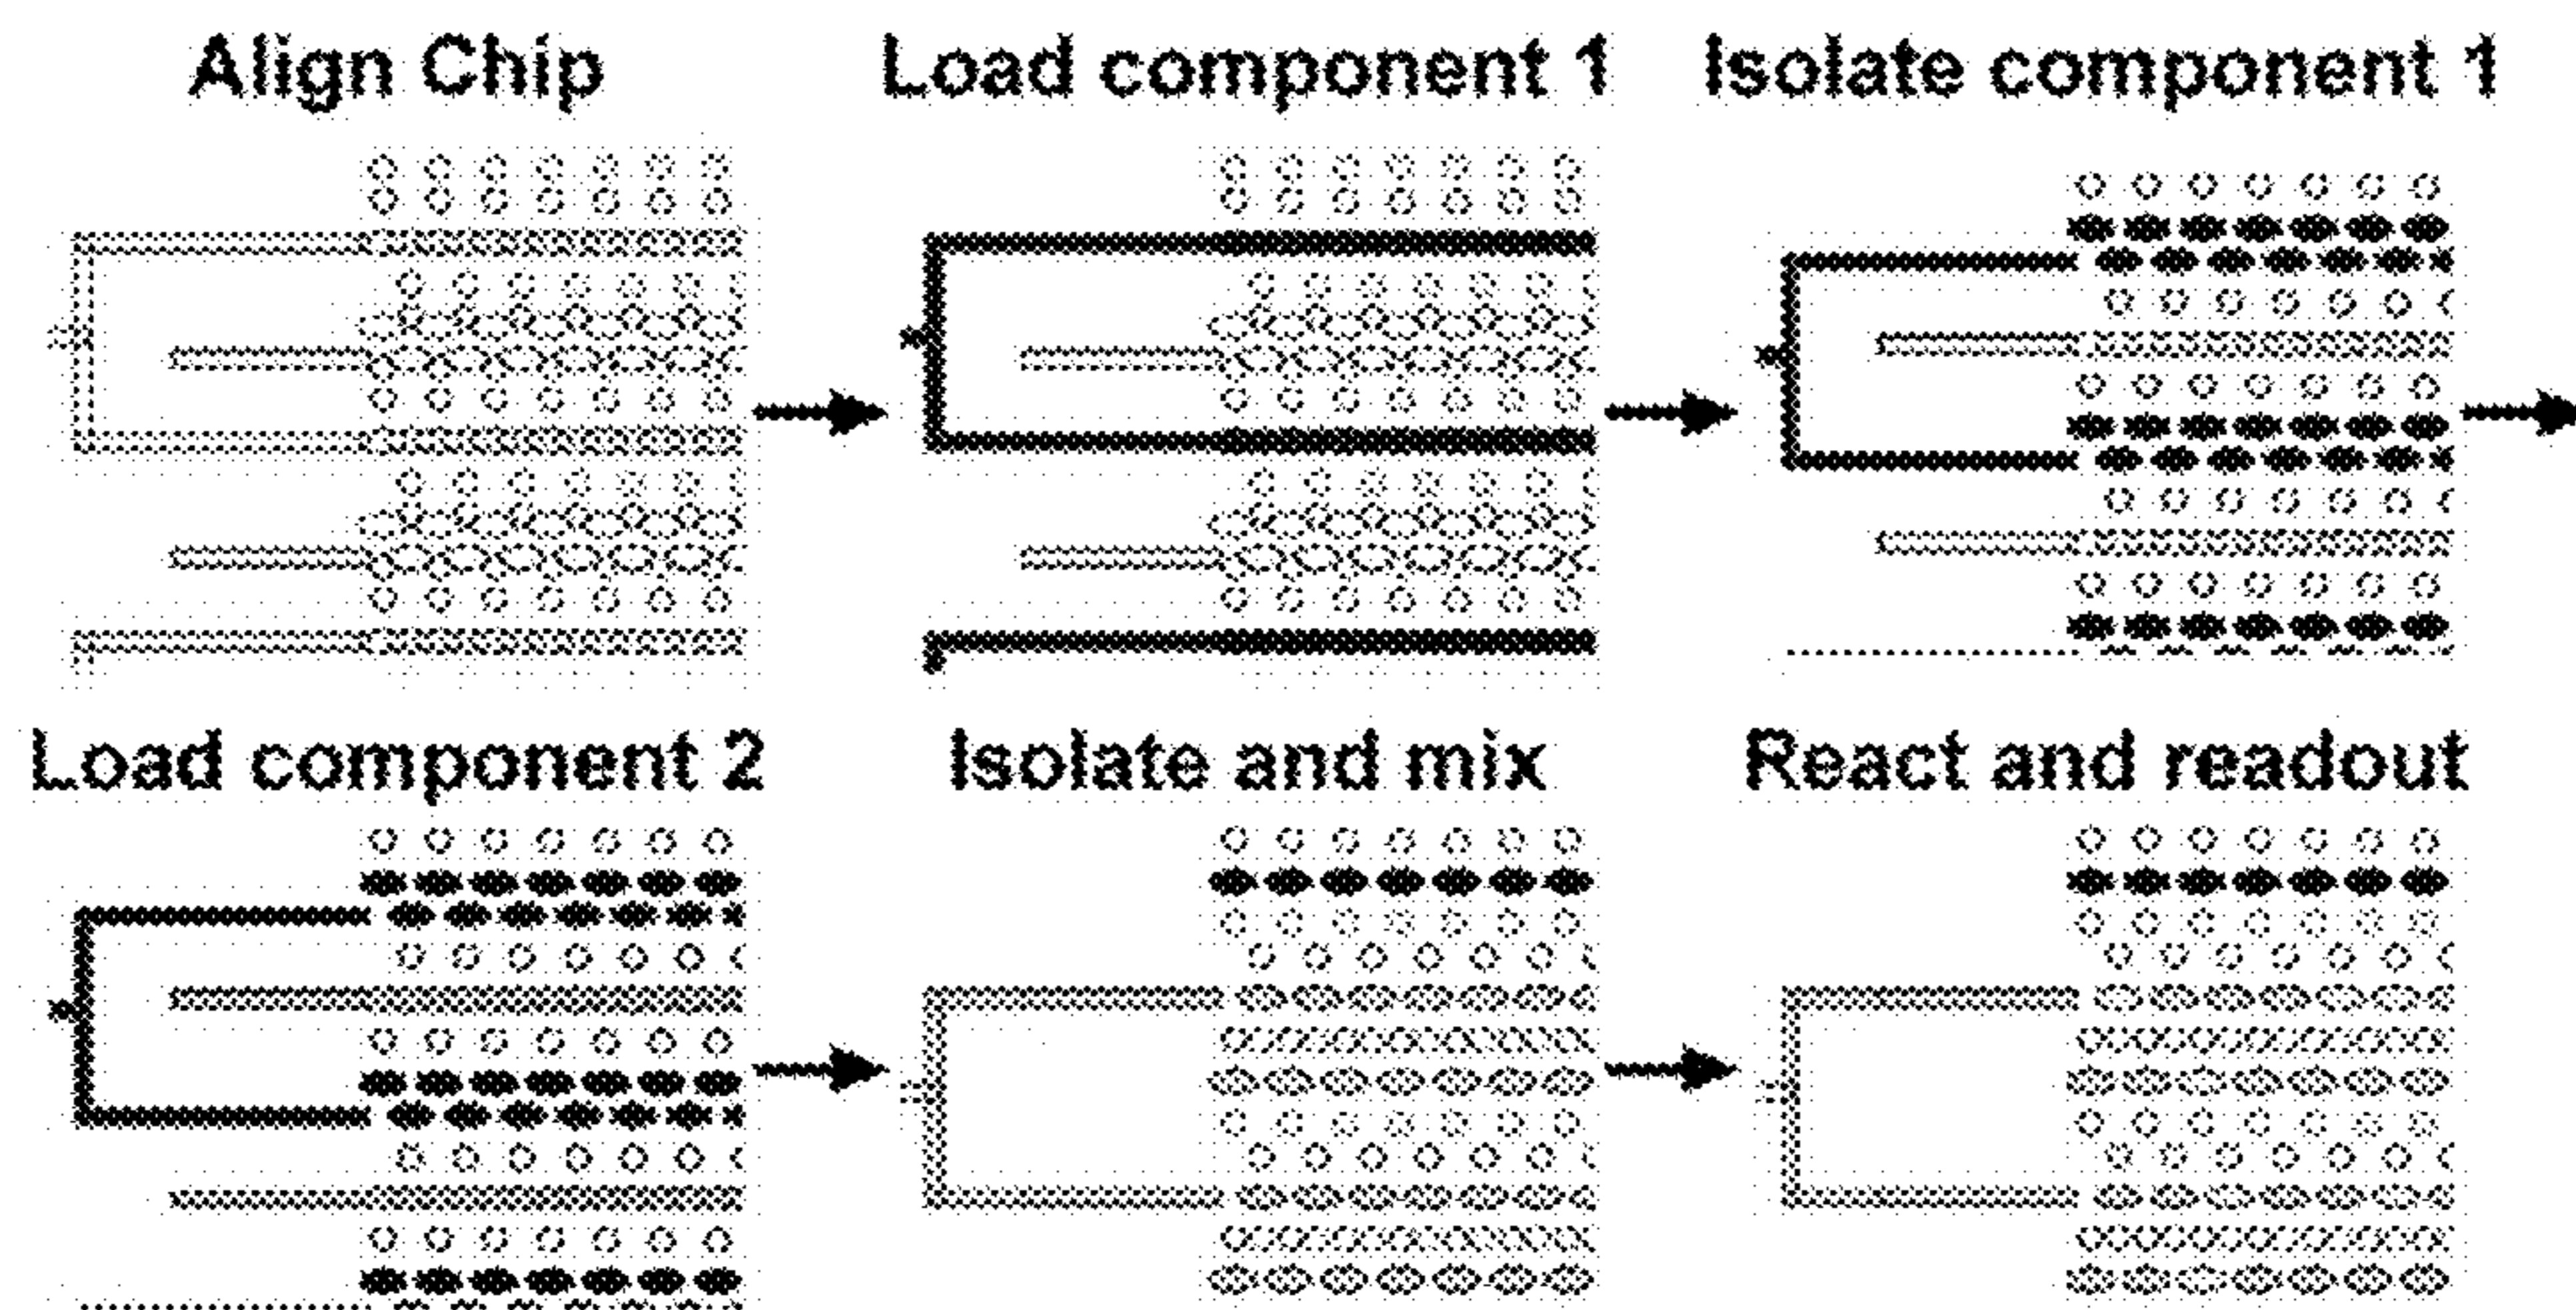 Align Chip
Load component 1
Isolate component 1
Load component 2
Isolate and mix
React and readout